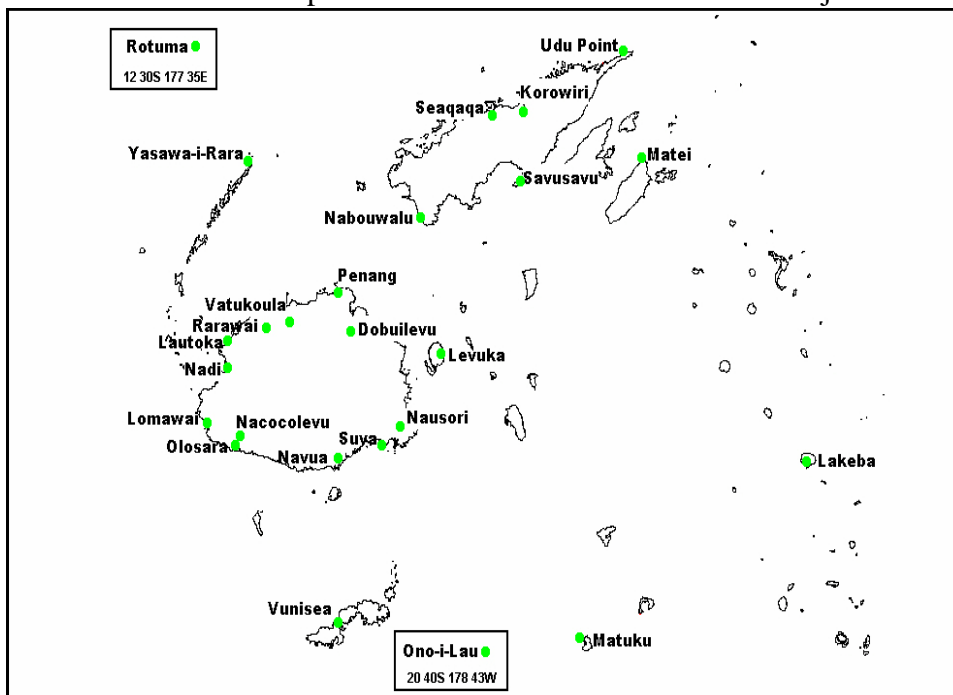 Rotuma
12 30S 177 35E
Udu Point
Korowiri
Seaqaqa
Yasawa-i-Rara
Matei
Savusavu
Nabouwalu
Penang
Vatukoula
Rarawai
Dobuilevu
Lautoka
Levuka
Nadi
Lomawai
Nacocolevu
Nausori
Suva
Olosara
Navua
Lakeba
Vunisea
Matuku
Ono-i-Lau
20 40S 178 43W